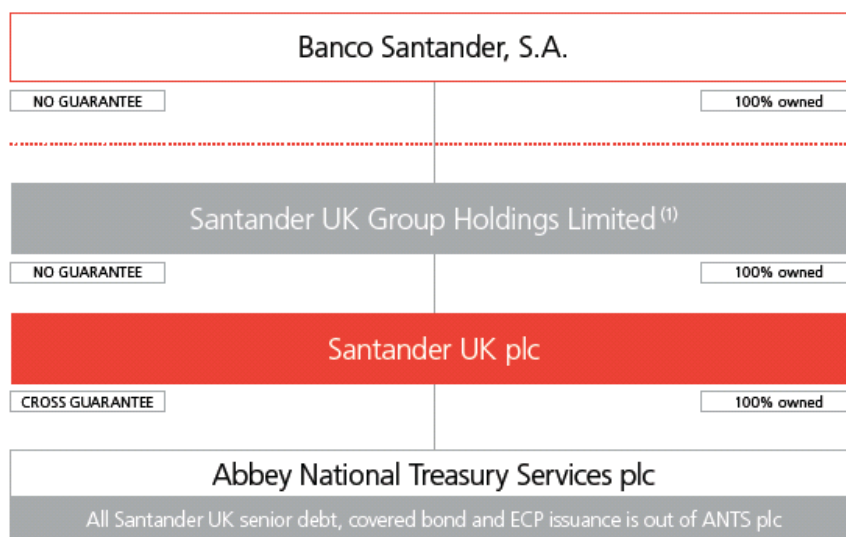 Banco Santander, S.A.
NO GUARANTEE 100% owned
Santander UK Group Holdings Limited (1)
NO GUARANTEE 100% owned
Santander UK plc
CROSS GUARANTEE 100% owned
Abbey National Treasury Services plc
All Santander UK senior debt, covered bond and ECP issuance is out of ANTS plc